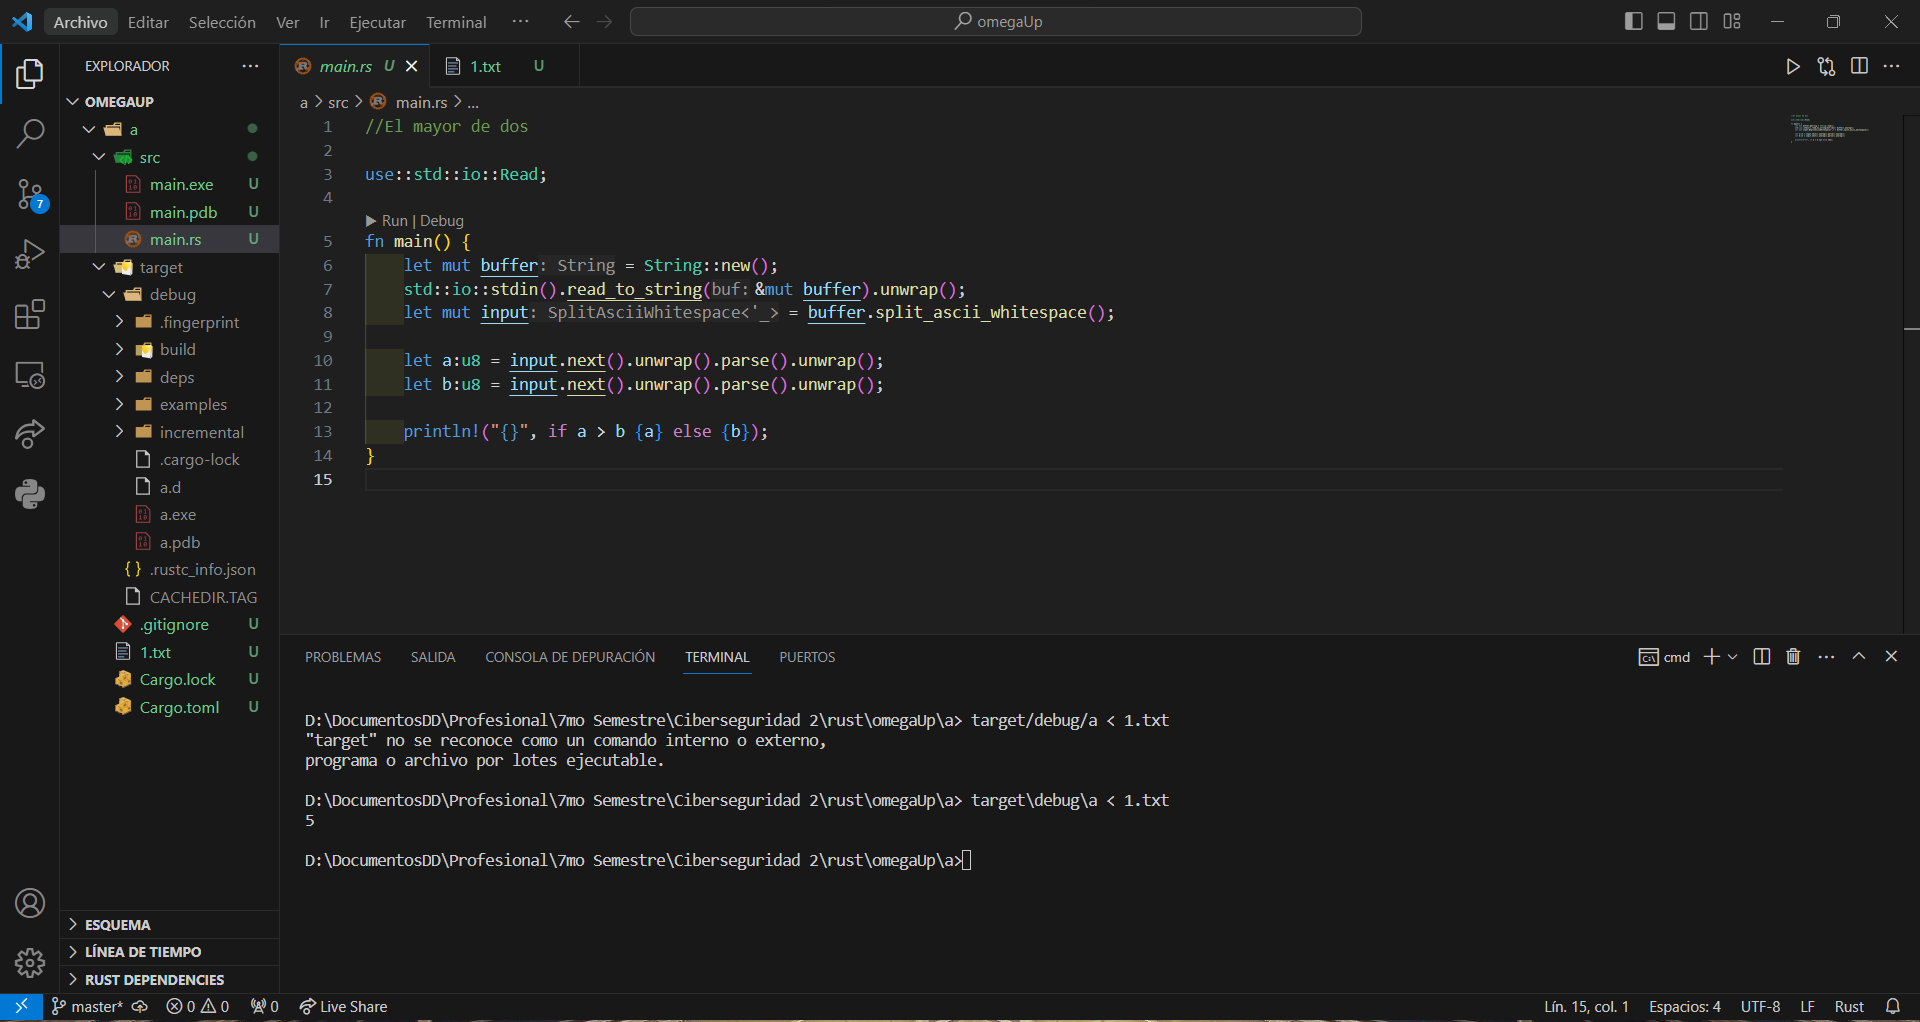 Archivo Editar Selección Ver Ir Ejecutar Terminal ··· omegaUp
EXPLORADOR ···
OMEGAUP
a
src
main.exe U
main.pdb U
main.rs U
target
debug
.fingerprint
build
deps
examples
incremental
.cargo-lock
a.d
a.exe
a.pdb
.rustc_info.json
CACHEDIR.TAG
.gitignore U
1.txt U
Cargo.lock U
Cargo.toml U
ESQUEMA
LÍNEA DE TIEMPO
RUST DEPENDENCIES
7
main.rs U 1.txt U
a > src > main.rs > ...
1 //El mayor de dos
2
3 use::std::io::Read;
4
Run | Debug
5 fn main() {
6 let mut buffer: String = String::new();
7 std::io::stdin().read_to_string(buf: &mut buffer).unwrap();
8 let mut input: SplitAsciiWhitespace<'_> = buffer.split_ascii_whitespace();
9
10 let a:u8 = input.next().unwrap().parse().unwrap();
11 let b:u8 = input.next().unwrap().parse().unwrap();
12
13 println!("{}", if a > b {a} else {b});
14 }
15
PROBLEMAS SALIDA CONSOLA DE DEPURACIÓN TERMINAL PUERTOS cmd
D:\DocumentosDD\Profesional\7mo Semestre\Ciberseguridad 2\rust\omegaUp\a> target/debug/a < 1.txt
"target" no se reconoce como un comando interno o externo,
programa o archivo por lotes ejecutable.
D:\DocumentosDD\Profesional\7mo Semestre\Ciberseguridad 2\rust\omegaUp\a> target\debug\a < 1.txt
5
D:\DocumentosDD\Profesional\7mo Semestre\Ciberseguridad 2\rust\omegaUp\a>
master* 0 0 0 Live Share Lín. 15, col. 1 Espacios: 4 UTF-8 LF Rust